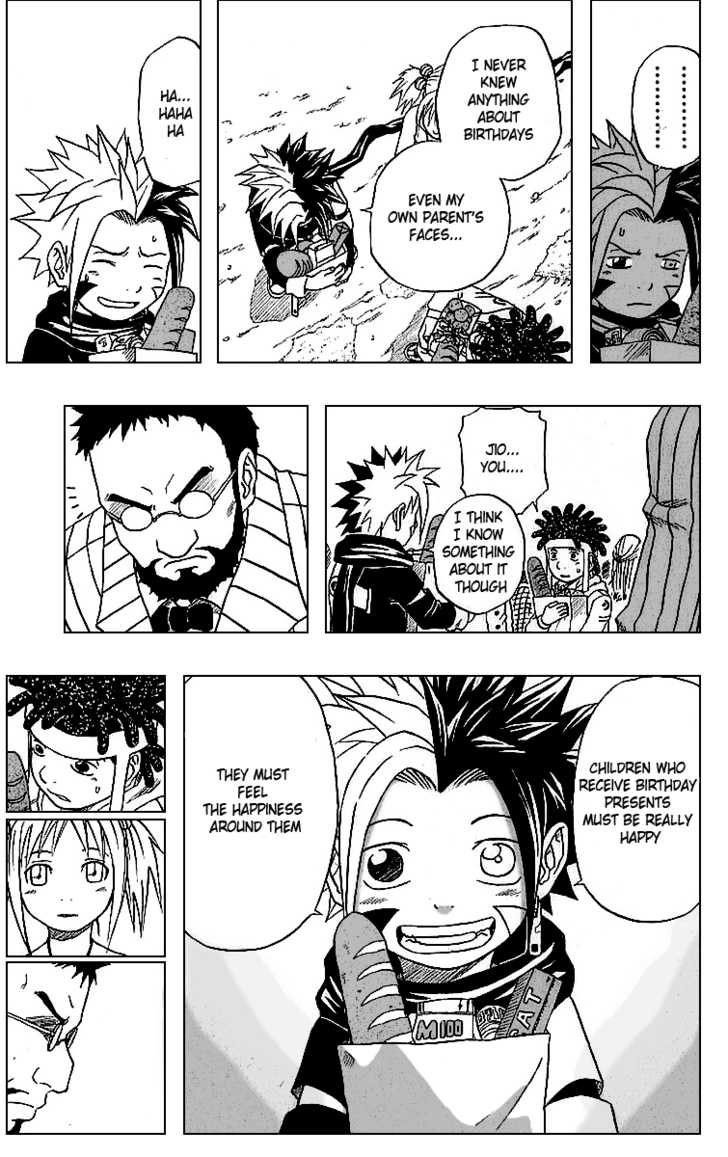 I NEVER
KNEW
ANYTHING
ABOUT
BIRTHDAYS
EVEN MY
OWN PARENT'S
FACES...
HA...
HAHA
HA
JIO...
YOU....
I THINK
I KNOW
SOMETHING
ABOUT IT
THOUGH
CHILDREN WHO
RECEIVE BIRTHDAY
PRESENTS
MUST BE REALLY
HAPPY
THEY MUST
FEEL
THE HAPPINESS
AROUND THEM
M100
CAT